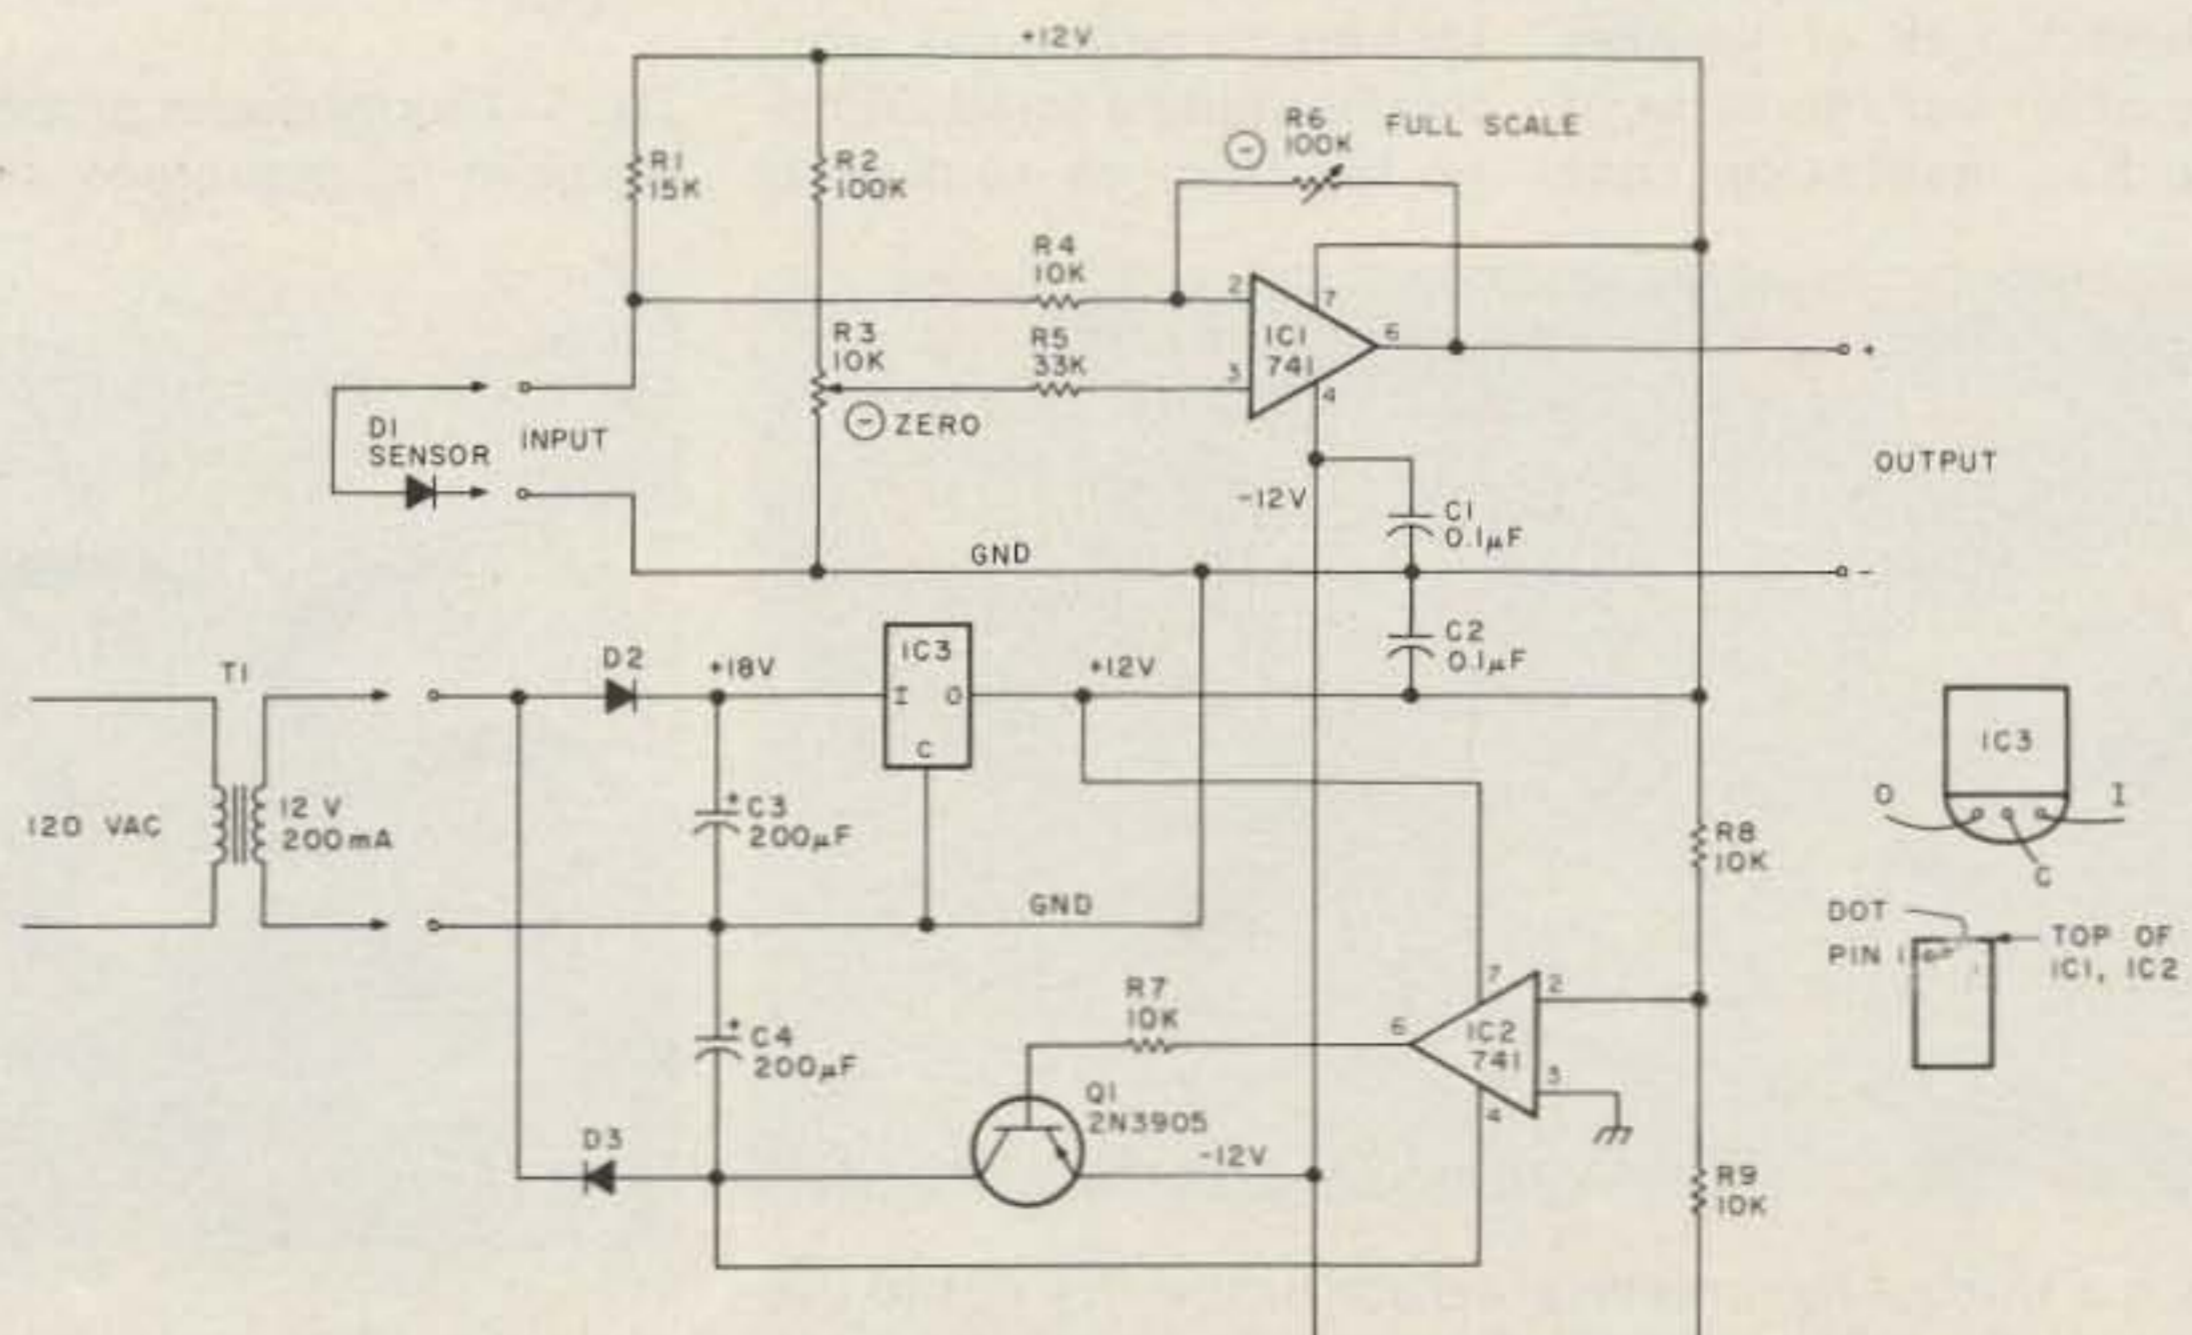 +12V
R1
15K
R2
100K
R6
100K
FULL SCALE
R4
10K
R3
10K
R5
33K
2
3
7
6
4
IC1
741
+
ZERO
D1
SENSOR
INPUT
OUTPUT
-12V
C1
0.1µF
GND
-
C2
0.1µF
T1
D2
+18V
IC3
I
O
C
+12V
120 VAC
12 V
200mA
+
C3
200µF
GND
R8
10K
IC3
O
I
C
DOT
PIN 1
TOP OF
IC1, IC2
+
C4
200µF
R7
10K
6
7
2
IC2
741
3
4
Q1
2N3905
-12V
D3
R9
10K